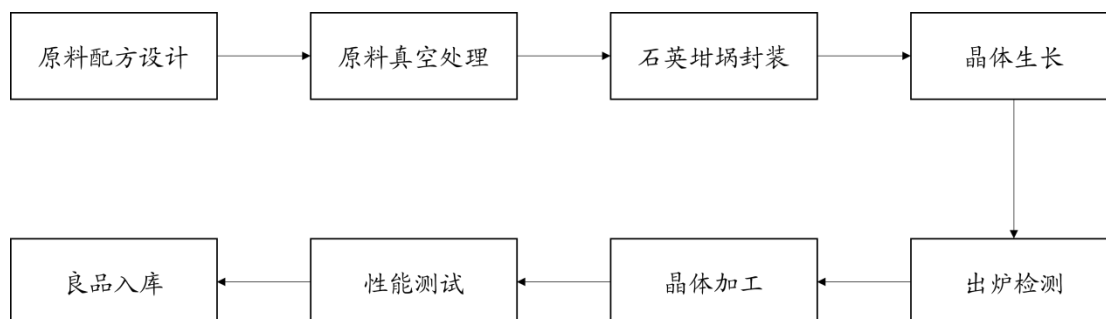 原料配方设计
原料真空处理
石英坩埚封装
晶体生长
良品入库
性能测试
晶体加工
出炉检测